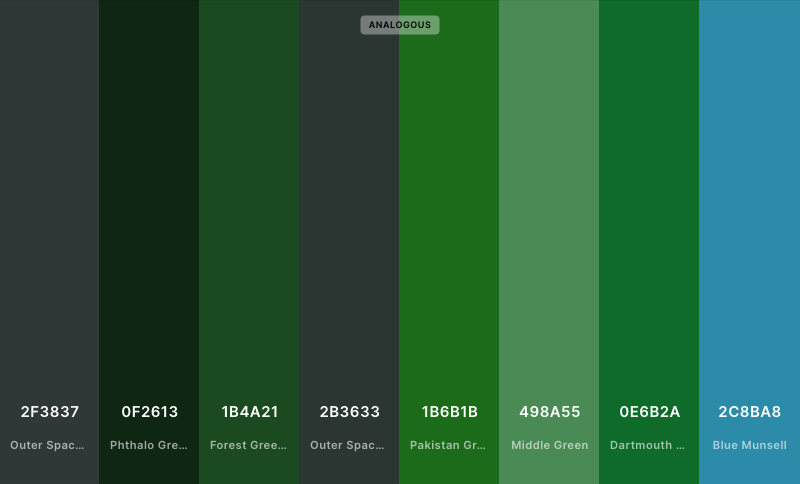 ANALOGOUS
2F3837
0F2613
1B4A21
2B3633
1B6B1B
498A55
0E6B2A
2C8BA8
Outer Spac...
Phthalo Gre...
Forest Gree...
Outer Spac...
Pakistan Gr...
Middle Green
Dartmouth ...
Blue Munsell